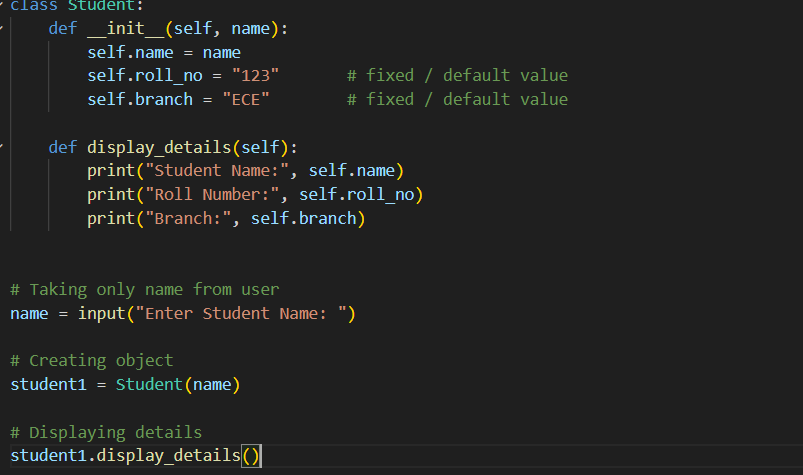 class Student:
    def __init__(self, name):
        self.name = name
        self.roll_no = "123"       # fixed / default value
        self.branch = "ECE"        # fixed / default value
    def display_details(self):
        print("Student Name:", self.name)
        print("Roll Number:", self.roll_no)
        print("Branch:", self.branch)
# Taking only name from user
name = input("Enter Student Name: ")
# Creating object
student1 = Student(name)
# Displaying details
student1.display_details()